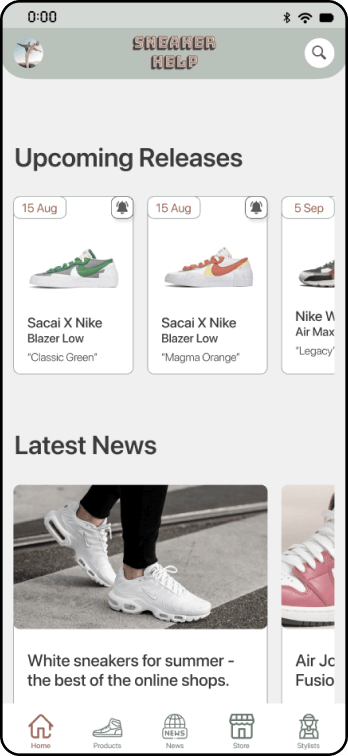 0:00
SNEAKER
HELP
Upcoming Releases
15 Aug
15 Aug
5 Sep
Sacai X Nike
Blazer Low
"Classic Green"
Sacai X Nike
Blazer Low
"Magma Orange"
Nike W
Air Max
"Legacy"
Latest News
White sneakers for summer -
the best of the online shops.
Air Jo
Fusio
NEWS
Home
Products
News
Store
Stylists